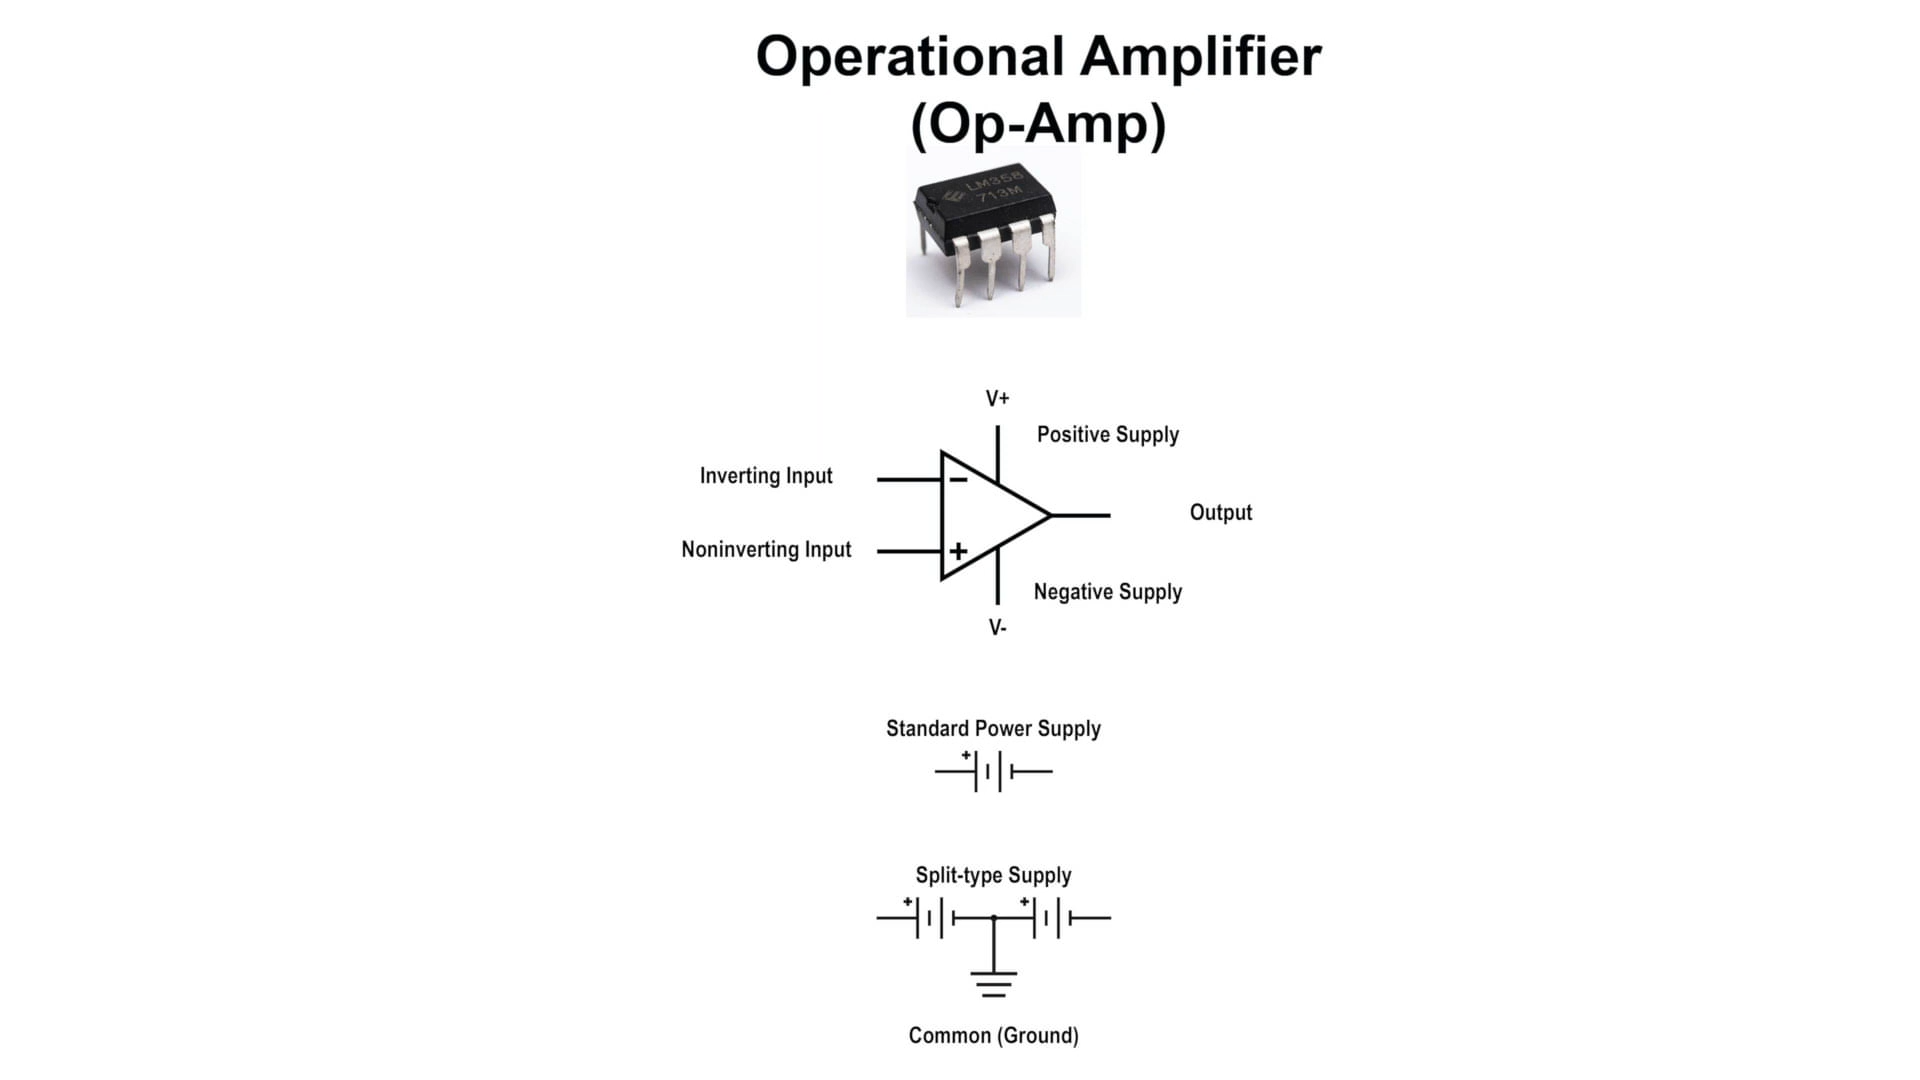 Operational Amplifier
(Op-Amp)
LM358
713M
V+
Positive Supply
Inverting Input
−
Output
Noninverting Input
+
Negative Supply
V-
Standard Power Supply
+
Split-type Supply
+ +
Common (Ground)